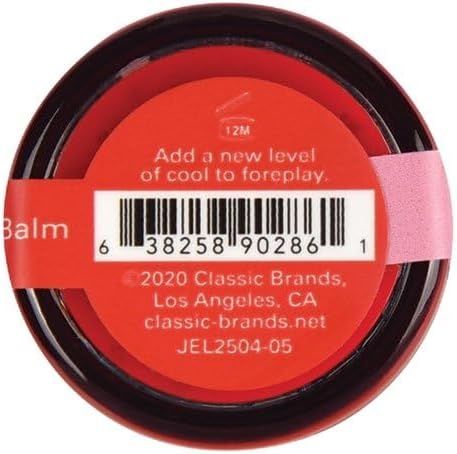 12M
Add a new level
of cool to foreplay.
Balm
6 38258 90286 1
©2020 Classic Brands,
Los Angeles, CA
classic-brands.net
JEL2504-05